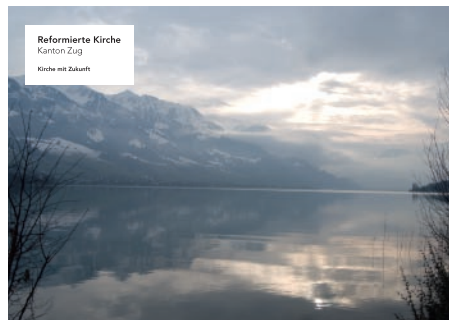 Reformierte Kirche
Kanton Zug
Kirche mit Zukunft